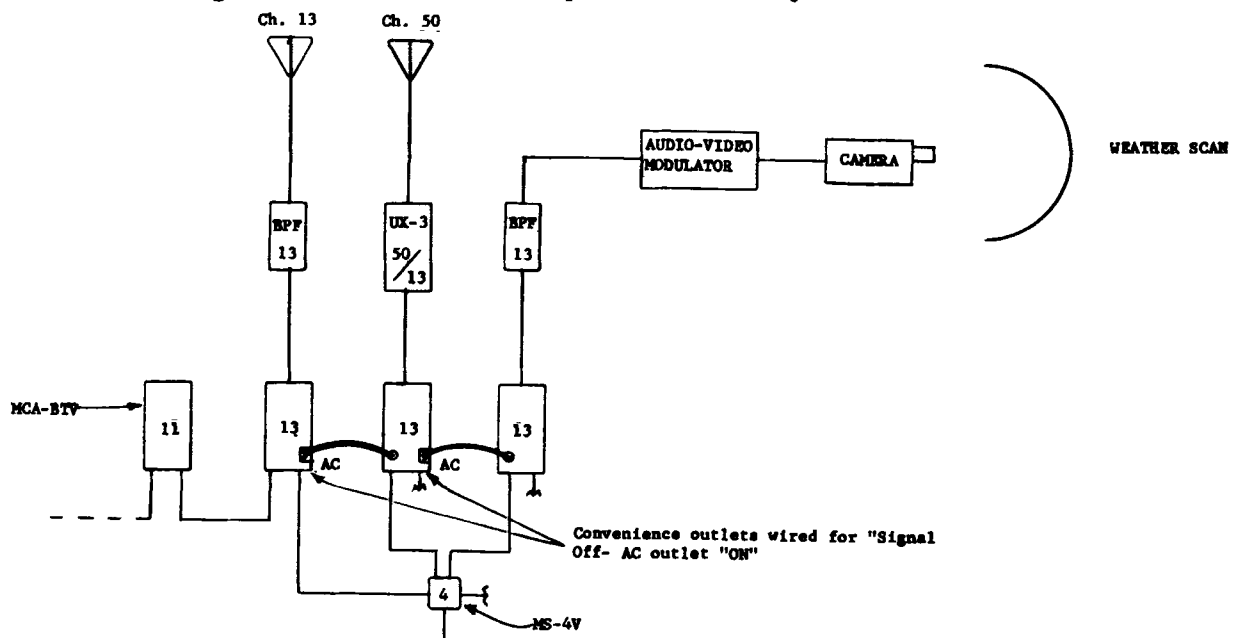 Ch. 13
Ch. 50
AUDIO-VIDEO
MODULATOR
CAMERA
WEATHER SCAN
BPF
13
UX-3
50/13
BPF
13
MCA-BTV
11
13
13
13
AC
AC
Convenience outlets wired for "Signal
Off- AC outlet "ON"
4
MS-4V